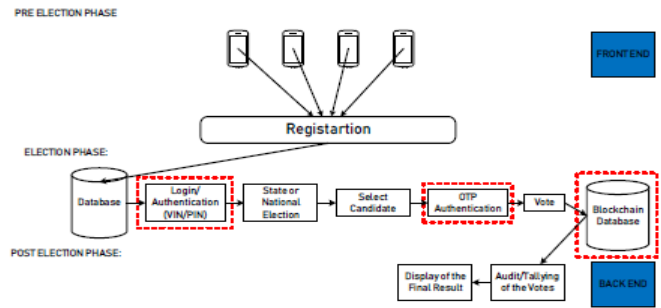 PRE ELECTION PHASE
FRONT END
Registartion
ELECTION PHASE:
Database
Login/
Authentication
(VIN/PIN)
State or
National
Election
Select
Candidate
OTP
Authentication
Vote
Blockchain
Database
POST ELECTION PHASE:
Display of the
Final Result
Audit/Tallying
of the Votes
BACK END